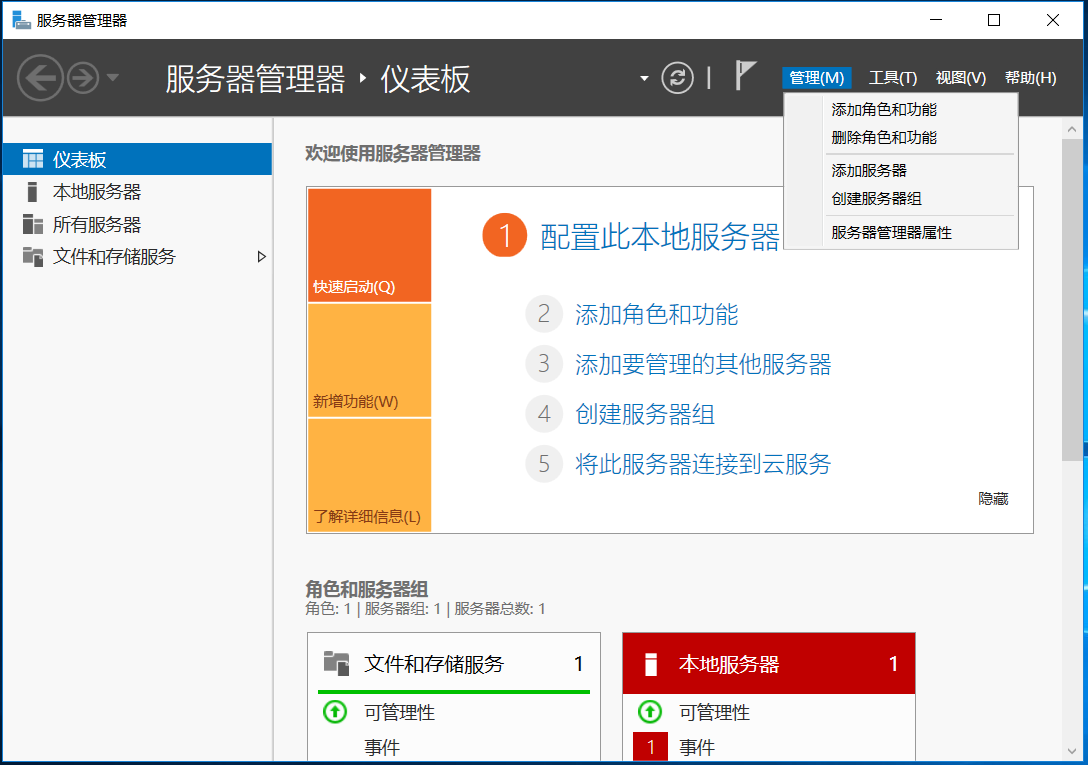 服务器管理器
服务器管理器 ‣ 仪表板
管理(M) 工具(T) 视图(V) 帮助(H)
添加角色和功能
删除角色和功能
添加服务器
创建服务器组
服务器管理器属性
仪表板
本地服务器
所有服务器
文件和存储服务
欢迎使用服务器管理器
快速启动(Q)
新增功能(W)
了解详细信息(L)
1 配置此本地服务器
2 添加角色和功能
3 添加要管理的其他服务器
4 创建服务器组
5 将此服务器连接到云服务
隐藏
角色和服务器组
角色: 1 | 服务器组: 1 | 服务器总数: 1
文件和存储服务 1
可管理性
事件
本地服务器 1
可管理性
1 事件